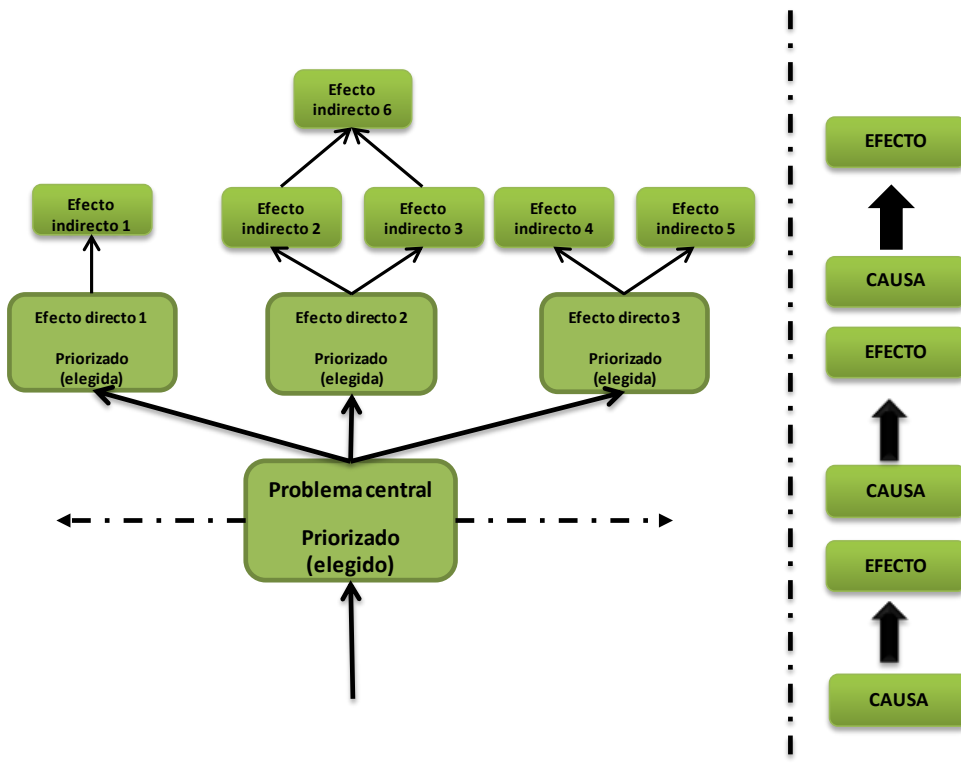 Efecto
indirecto 6
Efecto
indirecto 1
Efecto
indirecto 2
Efecto
indirecto 3
Efecto
indirecto 4
Efecto
indirecto 5
Efecto directo 1
Priorizado
(elegida)
Efecto directo 2
Priorizado
(elegida)
Efecto directo 3
Priorizado
(elegida)
Problema central
Priorizado
(elegido)
EFECTO
CAUSA
EFECTO
CAUSA
EFECTO
CAUSA